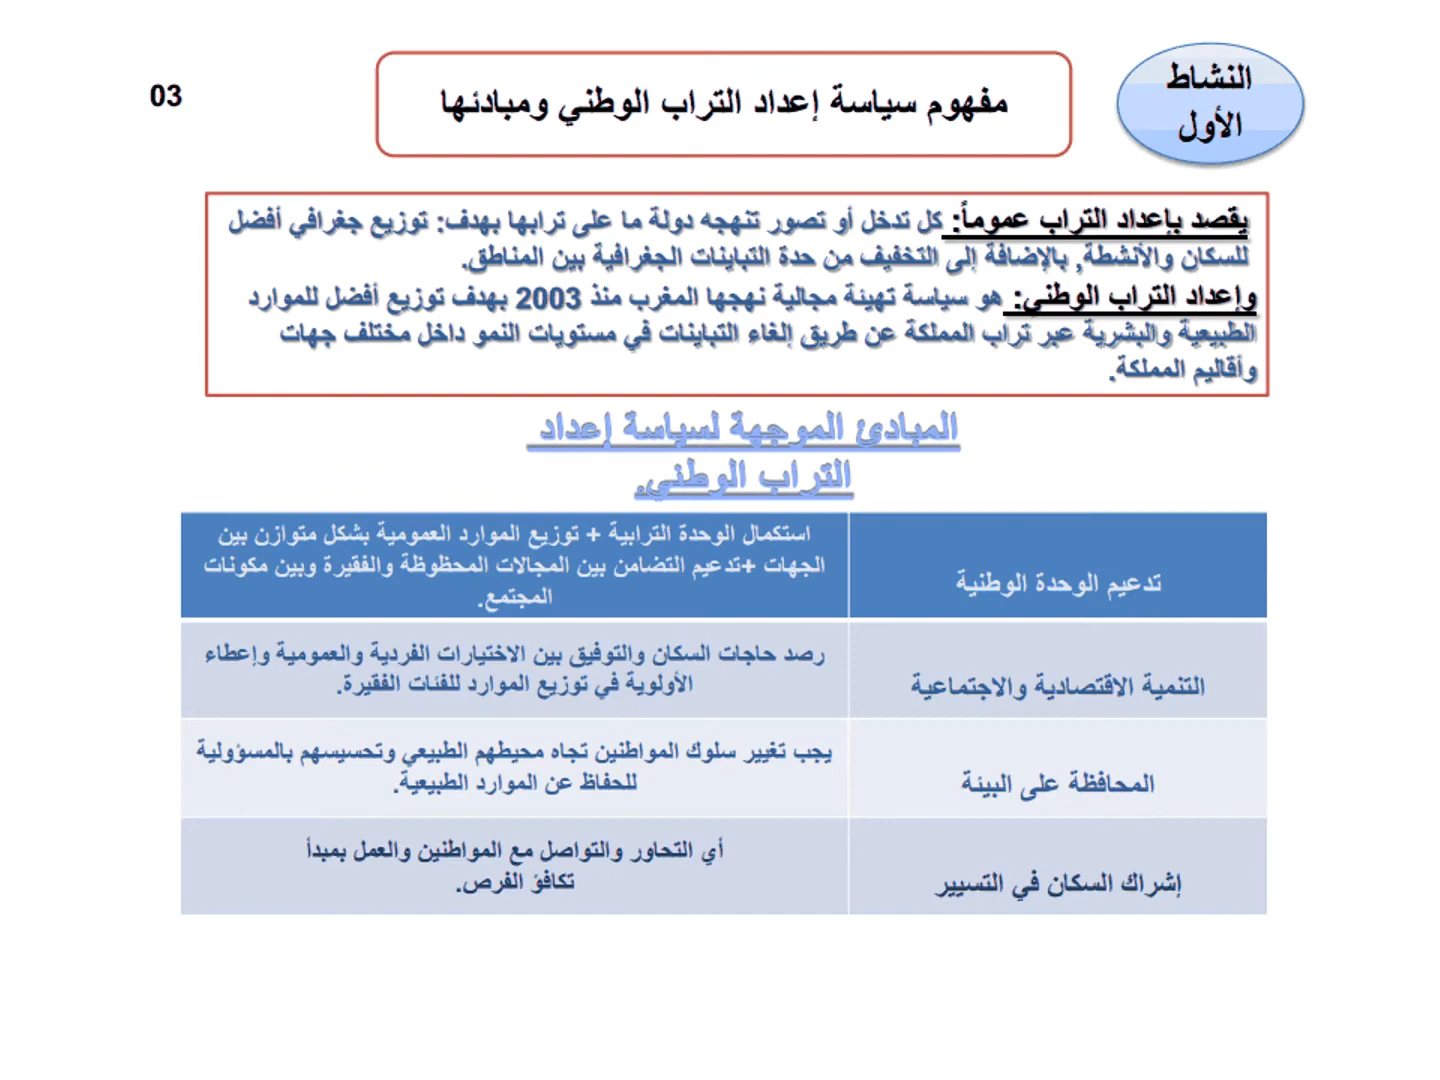 النشاط
الأول
مفهوم سياسة إعداد التراب الوطني ومبادئها
03
يقصد بإعداد التراب عموماً: كل تدخل أو تصور تنهجه دولة ما على ترابها بهدف: توزيع جغرافي أفضل
للسكان والأنشطة, بالإضافة إلى التخفيف من حدة التباينات الجغرافية بين المناطق.
وإعداد التراب الوطني: هو سياسة تهيئة مجالية نهجها المغرب منذ 2003 بهدف توزيع أفضل للموارد
الطبيعية والبشرية عبر تراب المملكة عن طريق إلغاء التباينات في مستويات النمو داخل مختلف جهات
وأقاليم المملكة.
المبادئ الموجهة لسياسة إعداد
التراب الوطني.
تدعيم الوحدة الوطنية
استكمال الوحدة الترابية + توزيع الموارد العمومية بشكل متوازن بين
الجهات +تدعيم التضامن بين المجالات المحظوظة والفقيرة وبين مكونات
المجتمع.
التنمية الاقتصادية والاجتماعية
رصد حاجات السكان والتوفيق بين الاختيارات الفردية والعمومية وإعطاء
الأولوية في توزيع الموارد للفئات الفقيرة.
المحافظة على البيئة
يجب تغيير سلوك المواطنين تجاه محيطهم الطبيعي وتحسيسهم بالمسؤولية
للحفاظ عن الموارد الطبيعية.
إشراك السكان في التسيير
أي التحاور والتواصل مع المواطنين والعمل بمبدأ
تكافؤ الفرص.